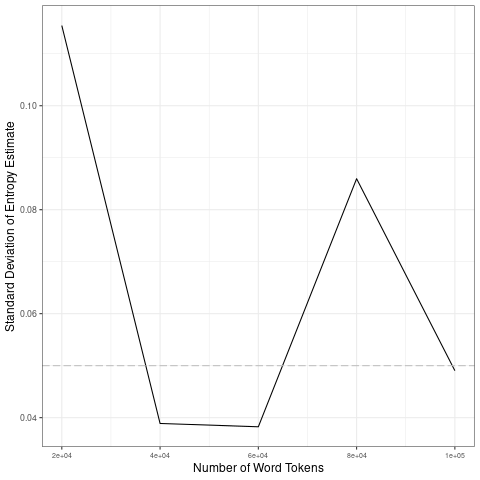 Standard Deviation of Entropy Estimate
0.10
0.08
0.06
0.04
2e+04 4e+04 6e+04 8e+04 1e+05
Number of Word Tokens